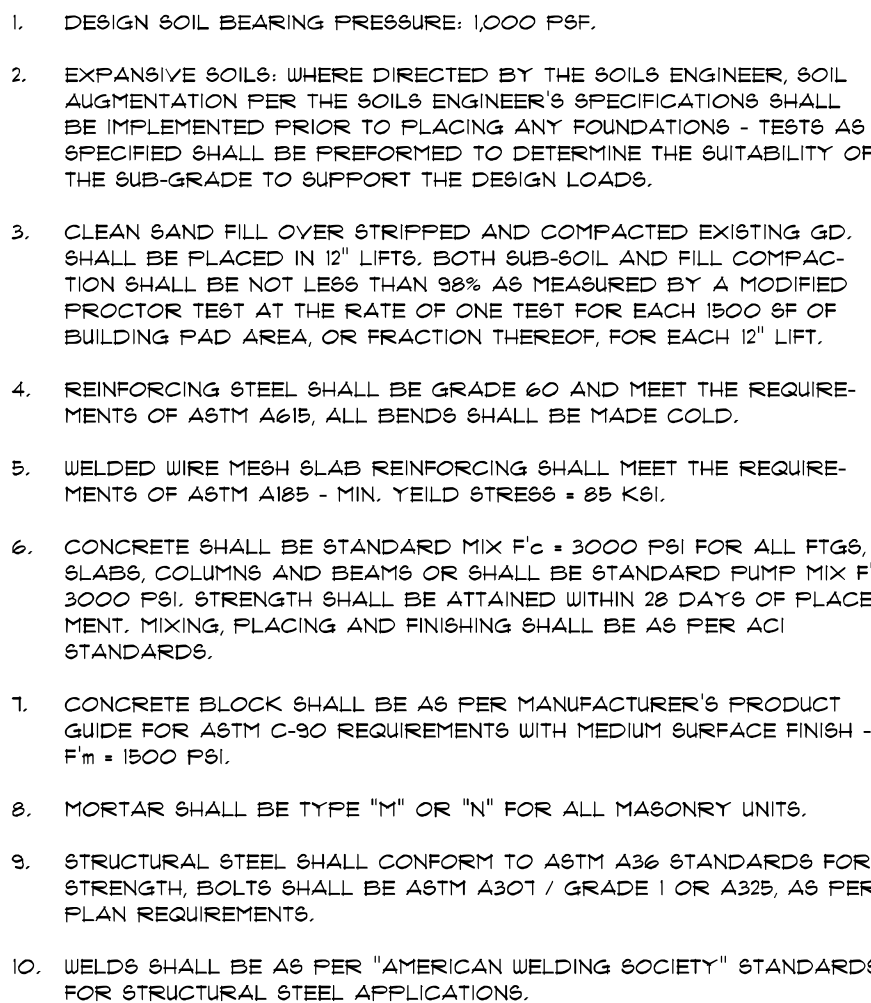 1. DESIGN SOIL BEARING PRESSURE: 1,000 PSF.
2. EXPANSIVE SOILS: WHERE DIRECTED BY THE SOILS ENGINEER, SOIL
AUGMENTATION PER THE SOILS ENGINEER'S SPECIFICATIONS SHALL
BE IMPLEMENTED PRIOR TO PLACING ANY FOUNDATIONS - TESTS AS
SPECIFIED SHALL BE PREFORMED TO DETERMINE THE SUITABILITY OF
THE SUB-GRADE TO SUPPORT THE DESIGN LOADS.
3. CLEAN SAND FILL OVER STRIPPED AND COMPACTED EXISTING GD.
SHALL BE PLACED IN 12" LIFTS. BOTH SUB-SOIL AND FILL COMPAC-
TION SHALL BE NOT LESS THAN 98% AS MEASURED BY A MODIFIED
PROCTOR TEST AT THE RATE OF ONE TEST FOR EACH 1500 SF OF
BUILDING PAD AREA, OR FRACTION THEREOF, FOR EACH 12" LIFT.
4. REINFORCING STEEL SHALL BE GRADE 60 AND MEET THE REQUIRE-
MENTS OF ASTM A615, ALL BENDS SHALL BE MADE COLD.
5. WELDED WIRE MESH SLAB REINFORCING SHALL MEET THE REQUIRE-
MENTS OF ASTM A185 - MIN. YEILD STRESS = 85 KSI.
6. CONCRETE SHALL BE STANDARD MIX F'c = 3000 PSI FOR ALL FTGS,
SLABS, COLUMNS AND BEAMS OR SHALL BE STANDARD PUMP MIX F'
3000 PSI. STRENGTH SHALL BE ATTAINED WITHIN 28 DAYS OF PLACE
MENT. MIXING, PLACING AND FINISHING SHALL BE AS PER ACI
STANDARDS.
7. CONCRETE BLOCK SHALL BE AS PER MANUFACTURER'S PRODUCT
GUIDE FOR ASTM C-90 REQUIREMENTS WITH MEDIUM SURFACE FINISH -
F'm = 1500 PSI.
8. MORTAR SHALL BE TYPE "M" OR "N" FOR ALL MASONRY UNITS.
9. STRUCTURAL STEEL SHALL CONFORM TO ASTM A36 STANDARDS FOR
STRENGTH, BOLTS SHALL BE ASTM A307 / GRADE 1 OR A325, AS PER
PLAN REQUIREMENTS.
10. WELDS SHALL BE AS PER "AMERICAN WELDING SOCIETY" STANDARDS
FOR STRUCTURAL STEEL APPLICATIONS.